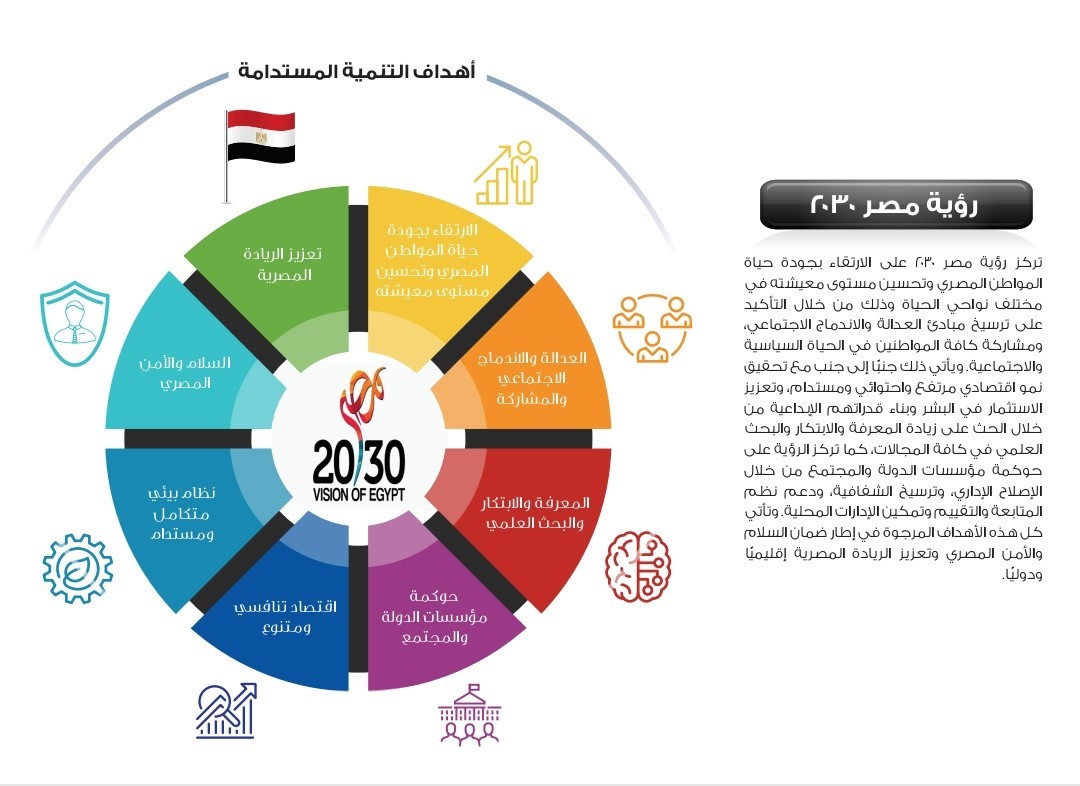 أهداف التنمية المستدامة
رؤية مصر ٢٠٣٠
تركز رؤية مصر ٢٠٣٠ على الارتقاء بجودة حياة
المواطن المصري وتحسين مستوى معيشته في
مختلف نواحي الحياة وذلك من خلال التأكيد
على ترسيخ مبادئ العدالة والاندماج الاجتماعي،
ومشاركة كافة المواطنين في الحياة السياسية
والاجتماعية. ويأتي ذلك جنبًا إلى جنب مع تحقيق
نمو اقتصادي مرتفع واحتوائي ومستدام، وتعزيز
الاستثمار في البشر وبناء قدراتهم الإبداعية من
خلال الحث على زيادة المعرفة والابتكار والبحث
العلمي في كافة المجالات، كما تركز الرؤية على
حوكمة مؤسسات الدولة والمجتمع من خلال
الإصلاح الإداري، وترسيخ الشفافية، ودعم نظم
المتابعة والتقييم وتمكين الإدارات المحلية. وتأتي
كل هذه الأهداف المرجوة في إطار ضمان السلام
والأمن المصري وتعزيز الريادة المصرية إقليميًا
ودوليًا.
الارتقاء بجودة
حياة المواطن
المصري وتحسين
مستوى معيشته
العدالة والاندماج
الاجتماعي
والمشاركة
المعرفة والابتكار
والبحث العلمي
حوكمة
مؤسسات الدولة
والمجتمع
اقتصاد تنافسي
ومتنوع
نظام بيئي
متكامل
ومستدام
السلام والأمن
المصري
تعزيز الريادة
المصرية
مصر
2030
VISION OF EGYPT